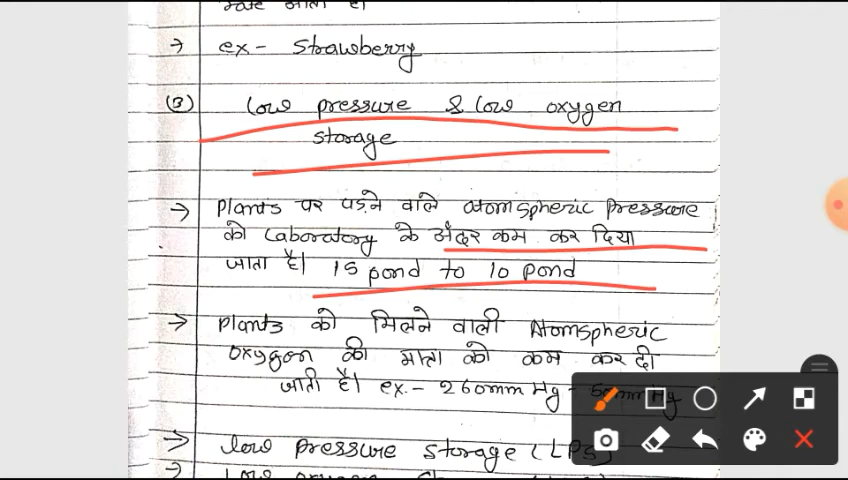 → ex- Strawberry
(3) low pressure & low oxygen
storage
→ Plants पर पड़ने वाले atomspheric pressure
को Laboratory के अंदर कम कर दिया
जाता है। 15 pond to 10 pond
→ Plants को मिलने वाली Atomspheric
oxygen की मात्रा को कम कर दी
जाती है। ex.- 260mm Hg -
→ low pressure storage (LPS)